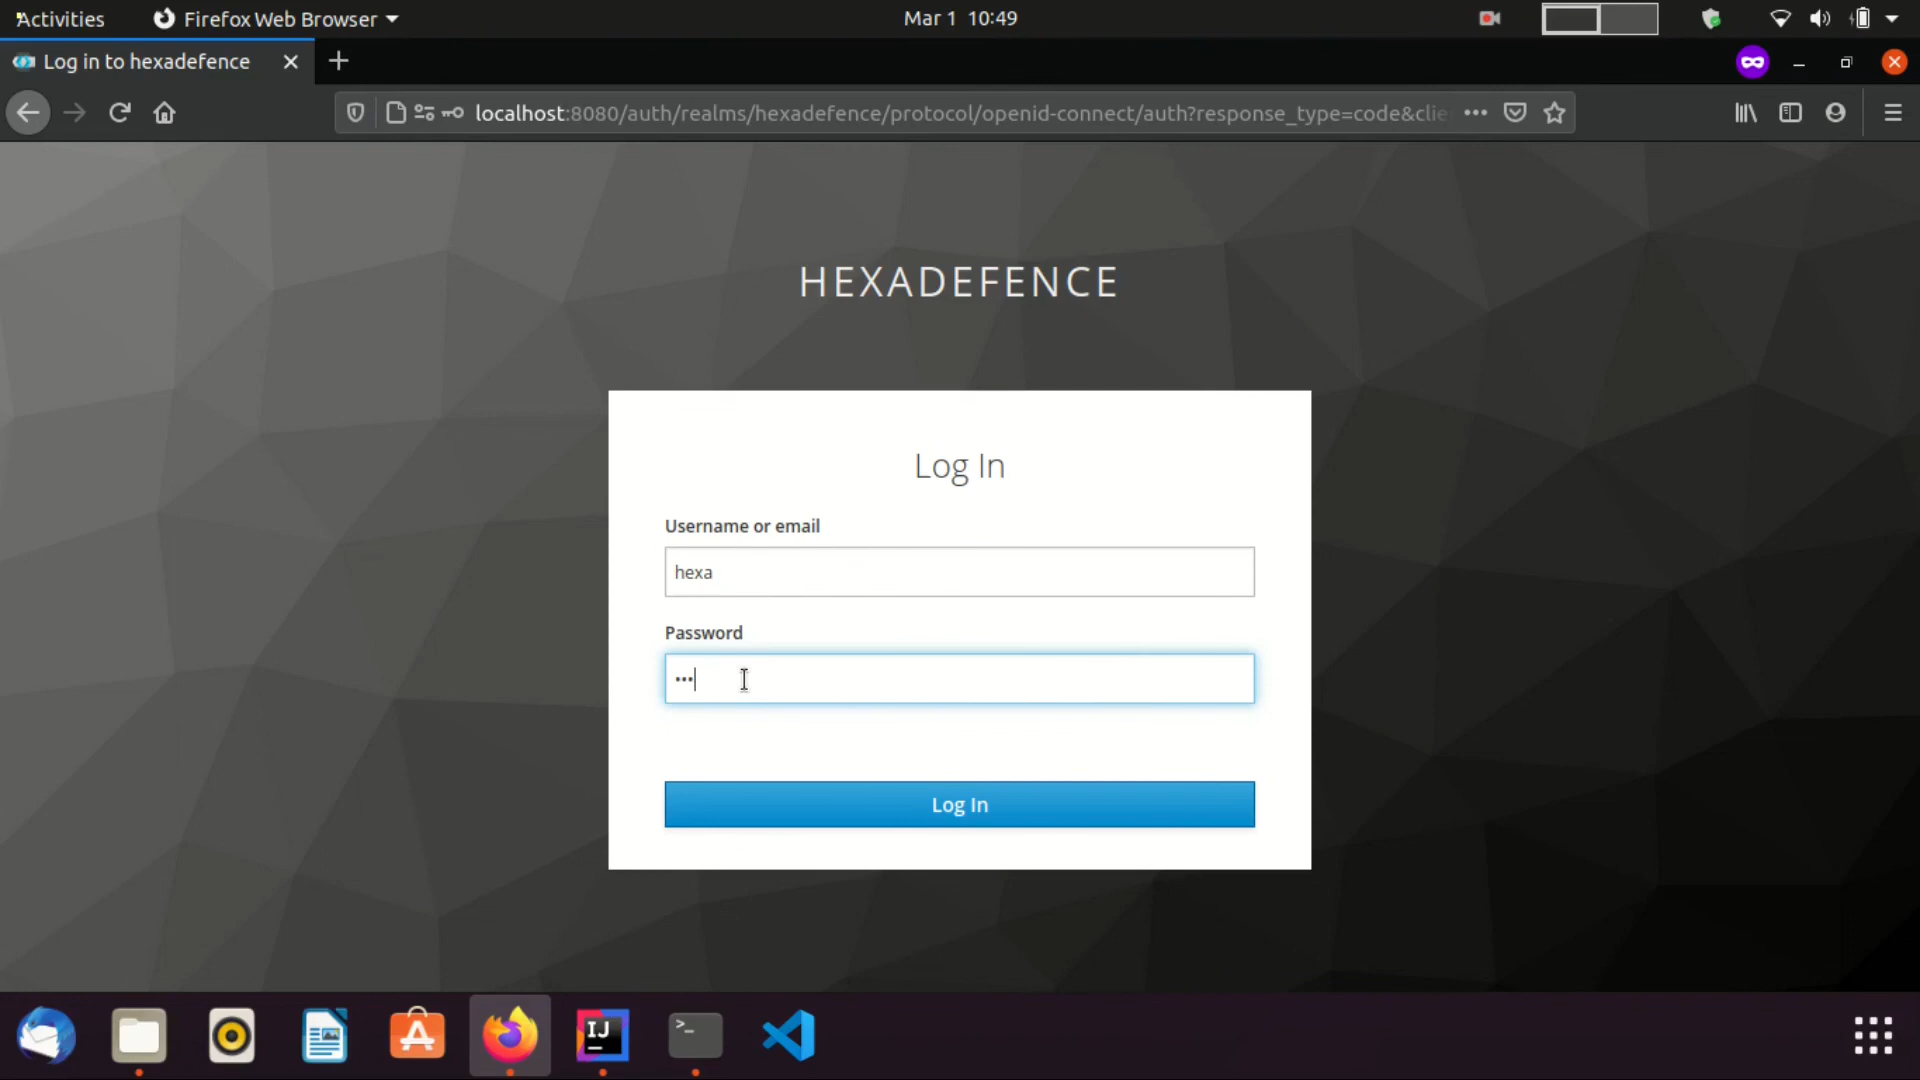 Activities
Firefox Web Browser
Mar 1 10:49
Log in to hexadefence
localhost:8080/auth/realms/hexadefence/protocol/openid-connect/auth?response_type=code&clie
HEXADEFENCE
Log In
Username or email
hexa
Password
•••
Log In
IJ
>_